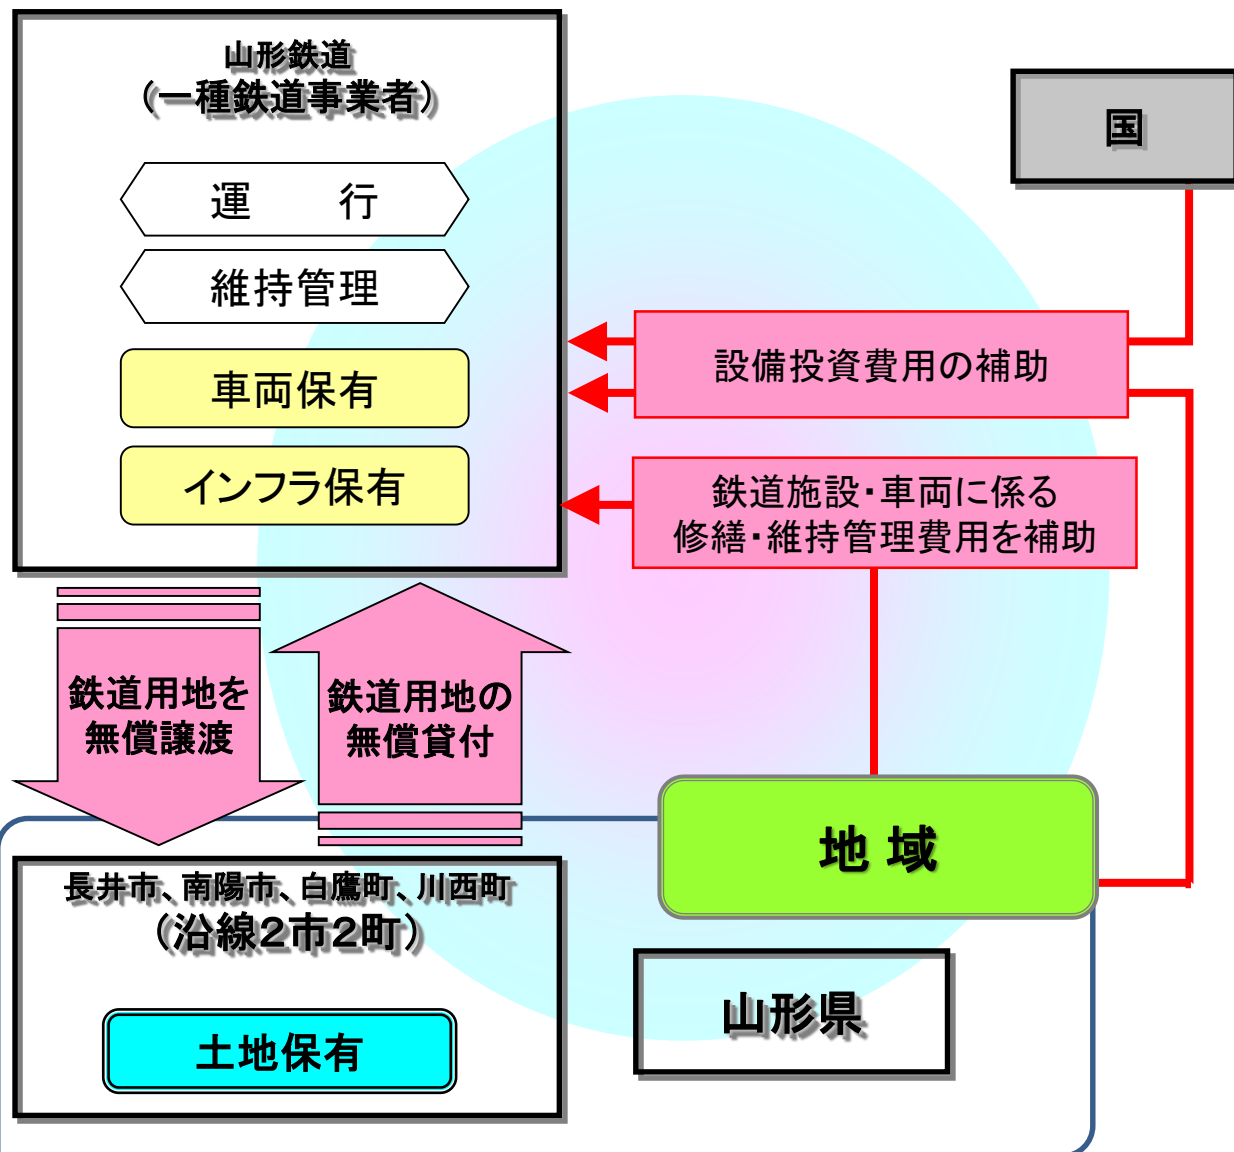 山形鉄道
（一種鉄道事業者）
国
運　行
維持管理
車両保有
インフラ保有
設備投資費用の補助
鉄道施設・車両に係る
修繕・維持管理費用を補助
鉄道用地を
無償譲渡
鉄道用地の
無償貸付
地域
長井市、南陽市、白鷹町、川西町
（沿線２市２町）
土地保有
山形県